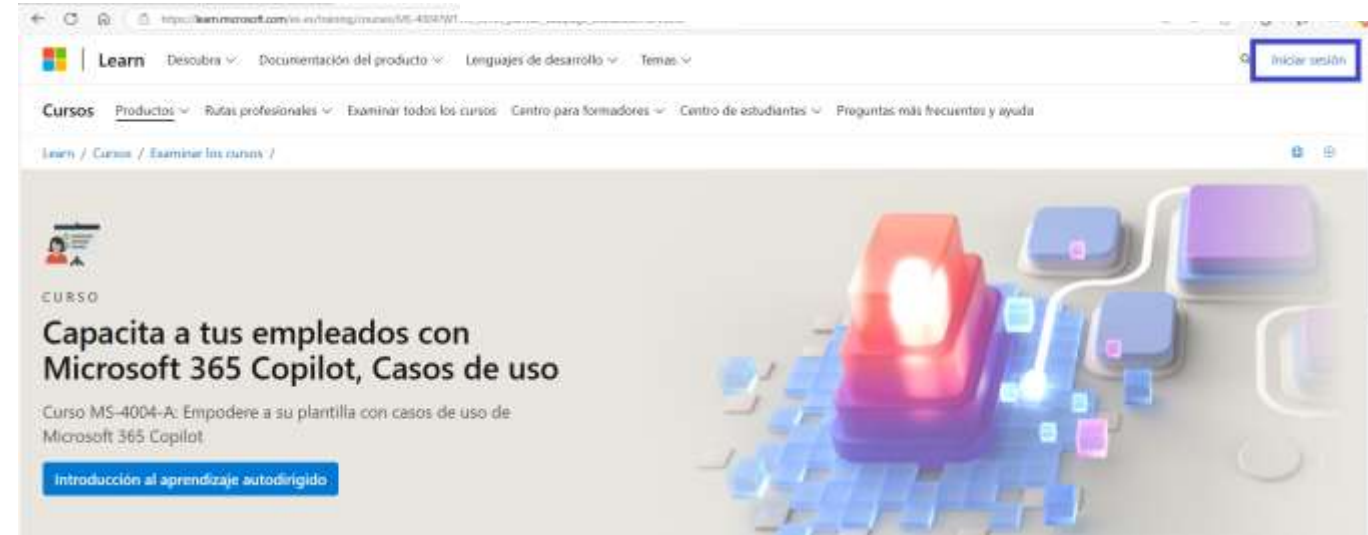 Learn Descubra Documentación del producto Lenguajes de desarrollo Temas Iniciar sesión
Cursos Productos Rutas profesionales Examinar todos los cursos Centro para formadores Centro de estudiantes Preguntas más frecuentes y ayuda
Learn / Cursos / Examinar los cursos /
CURSO
Capacita a tus empleados con
Microsoft 365 Copilot, Casos de uso
Curso MS-4004-A: Empodere a su plantilla con casos de uso de
Microsoft 365 Copilot
Introducción al aprendizaje autodirigido